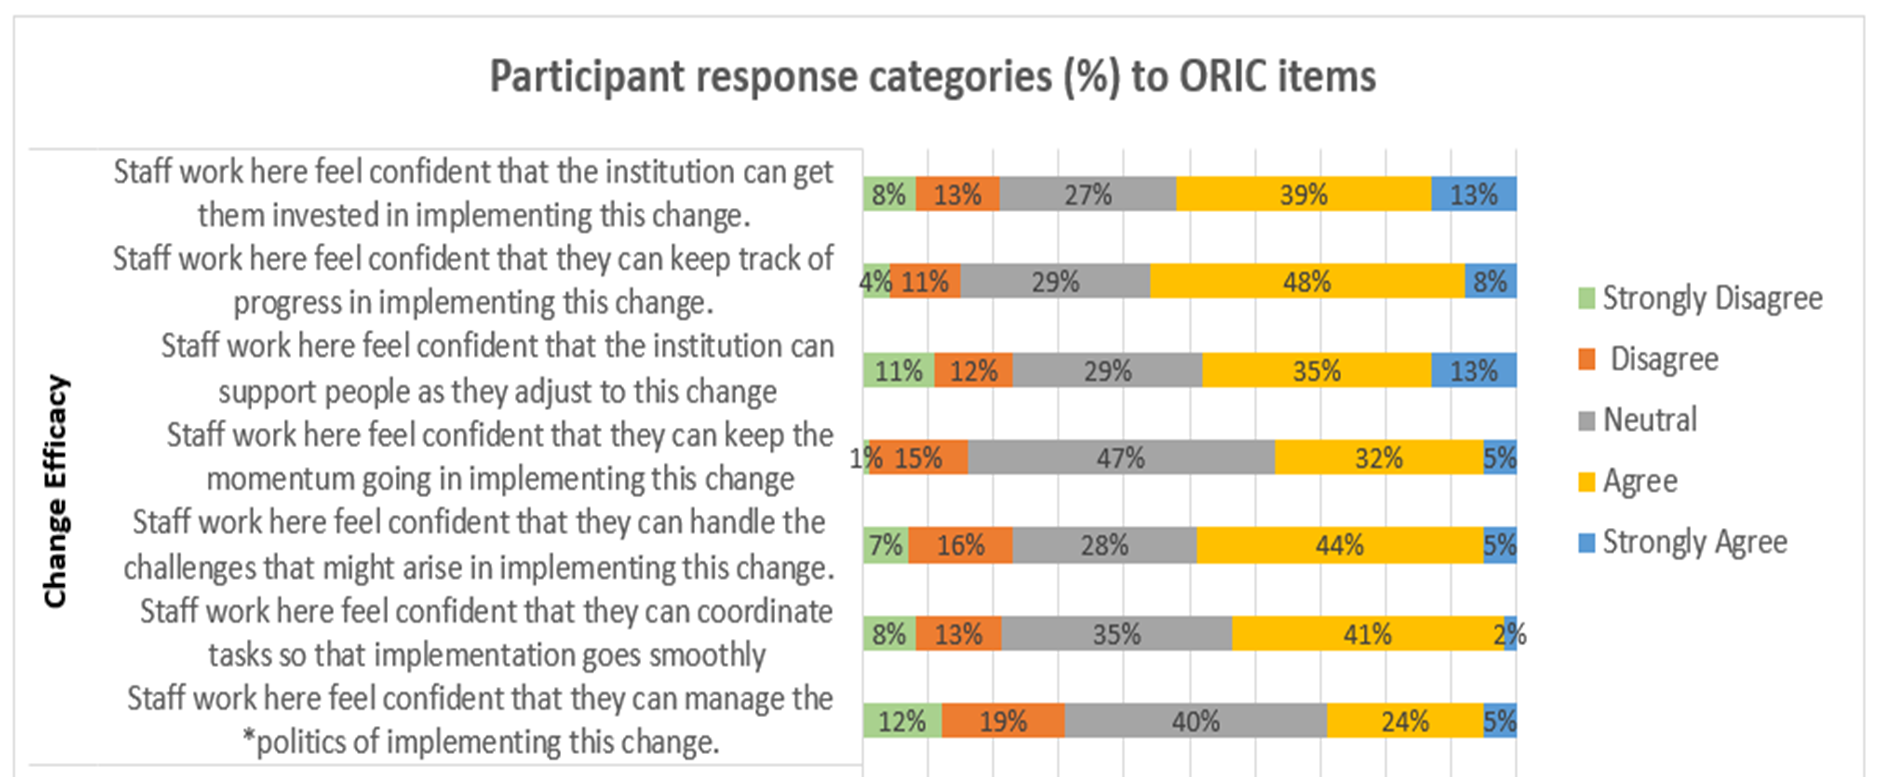 Participant response categories (%) to ORIC items
Change Efficacy
Staff work here feel confident that the institution can get
them invested in implementing this change.
8% 13% 27% 39% 13%
Staff work here feel confident that they can keep track of
progress in implementing this change.
4% 11% 29% 48% 8%
Staff work here feel confident that the institution can
support people as they adjust to this change
11% 12% 29% 35% 13%
Staff work here feel confident that they can keep the
momentum going in implementing this change
1% 15% 47% 32% 5%
Staff work here feel confident that they can handle the
challenges that might arise in implementing this change.
7% 16% 28% 44% 5%
Staff work here feel confident that they can coordinate
tasks so that implementation goes smoothly
8% 13% 35% 41% 2%
Staff work here feel confident that they can manage the
*politics of implementing this change.
12% 19% 40% 24% 5%
Strongly Disagree
Disagree
Neutral
Agree
Strongly Agree